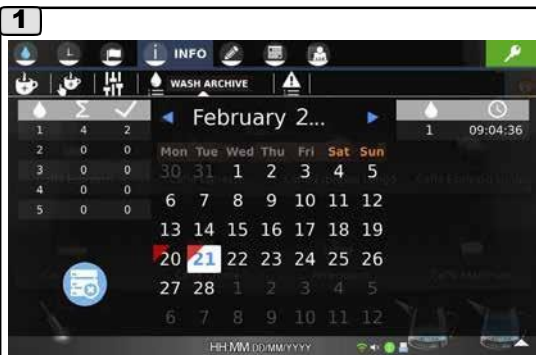 1
INFO
WASH ARCHIVE
Σ
1 4 2
2 0 0
3 0 0
4 0 0
5 0 0
February 2...
Mon Tue Wed Thu Fri Sat Sun
30 31 1 2 3 4 5
6 7 8 9 10 11 12
13 14 15 16 17 18 19
20 21 22 23 24 25 26
27 28 1 2 3 4 5
6 7 8 9 10 11 12
1 09:04:36
HH:MM DD/MM/YYYY